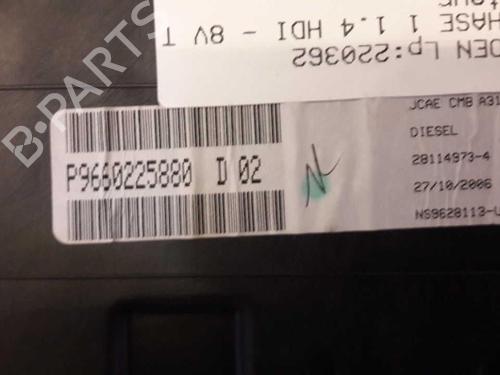 DEN Lp:220362
HASE 1 1.4 HDI - 8V T
B-PARTS
P9660225880 D 02
JCAE CMB A31
DIESEL
28114973-4
27/10/2006
NS9628113-